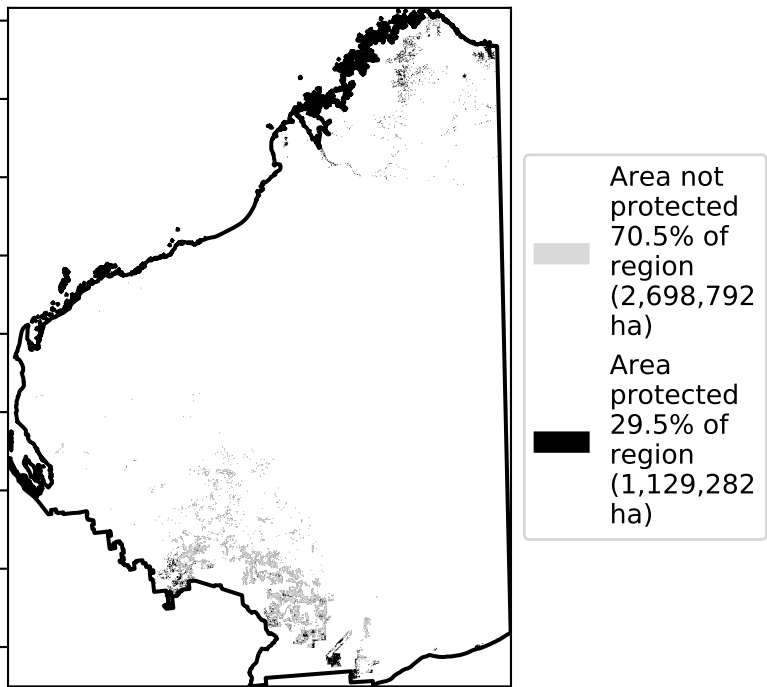 Area not
protected
70.5% of
region
(2,698,792
ha)
Area
protected
29.5% of
region
(1,129,282
ha)